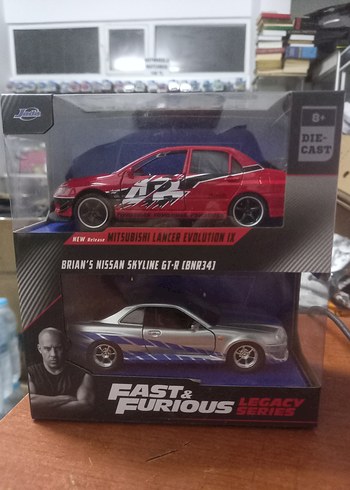 Jada
8+
DIE-
CAST
NEW Release MITSUBISHI LANCER EVOLUTION IX
BRIAN'S NISSAN SKYLINE GT-R (BNR34)
FAST &
FURIOUS
LEGACY
SERIES